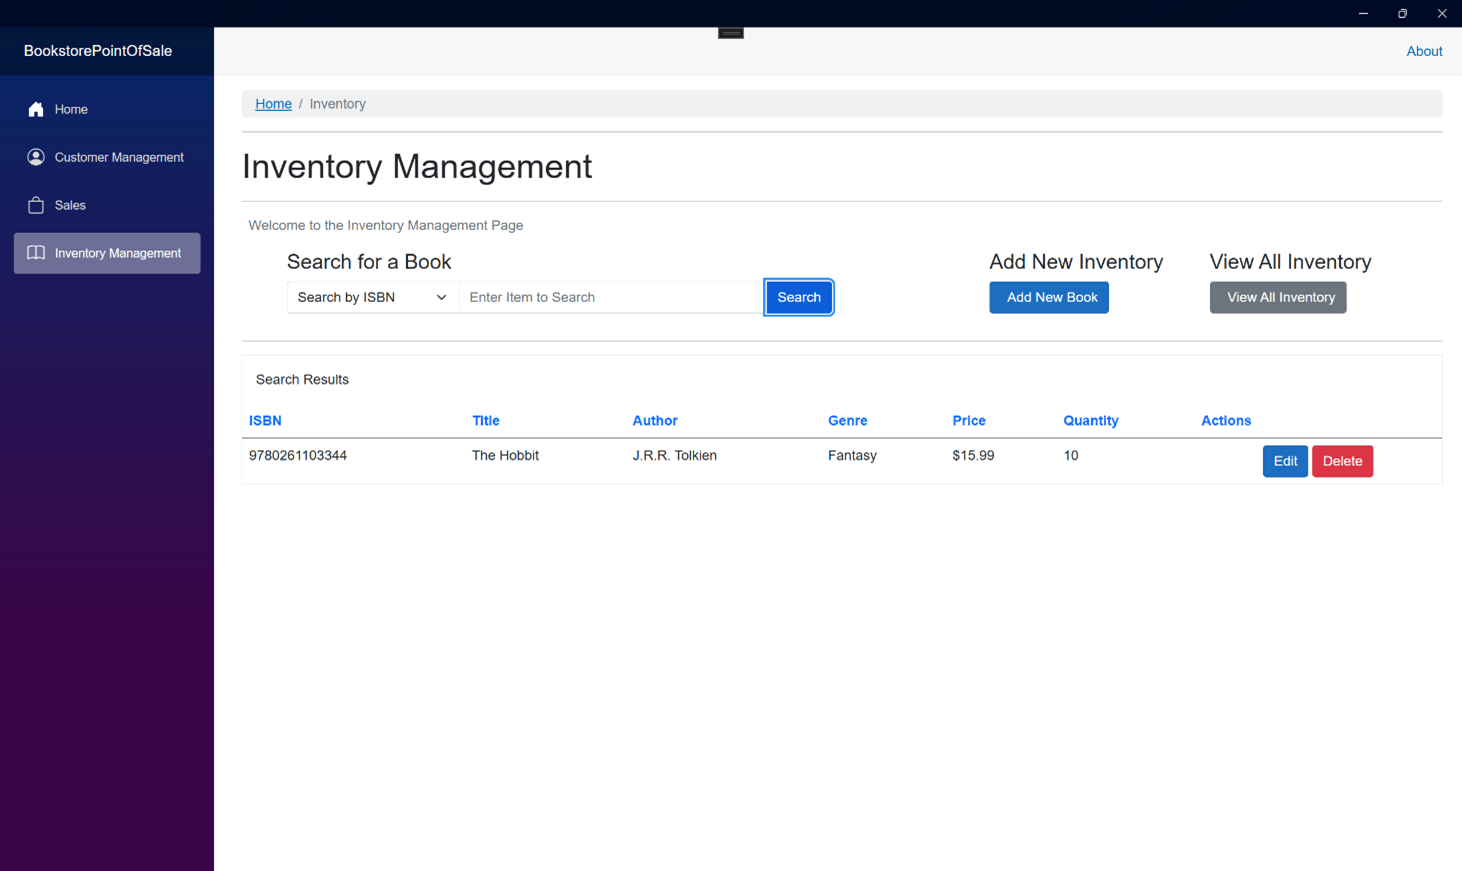 BookstorePointOfSale
About
Home
Customer Management
Sales
Inventory Management
Home / Inventory
Inventory Management
Welcome to the Inventory Management Page
Search for a Book
Add New Inventory
View All Inventory
Search by ISBN
Enter Item to Search
Search
Add New Book
View All Inventory
Search Results
ISBN Title Author Genre Price Quantity Actions
9780261103344 The Hobbit J.R.R. Tolkien Fantasy $15.99 10 Edit Delete